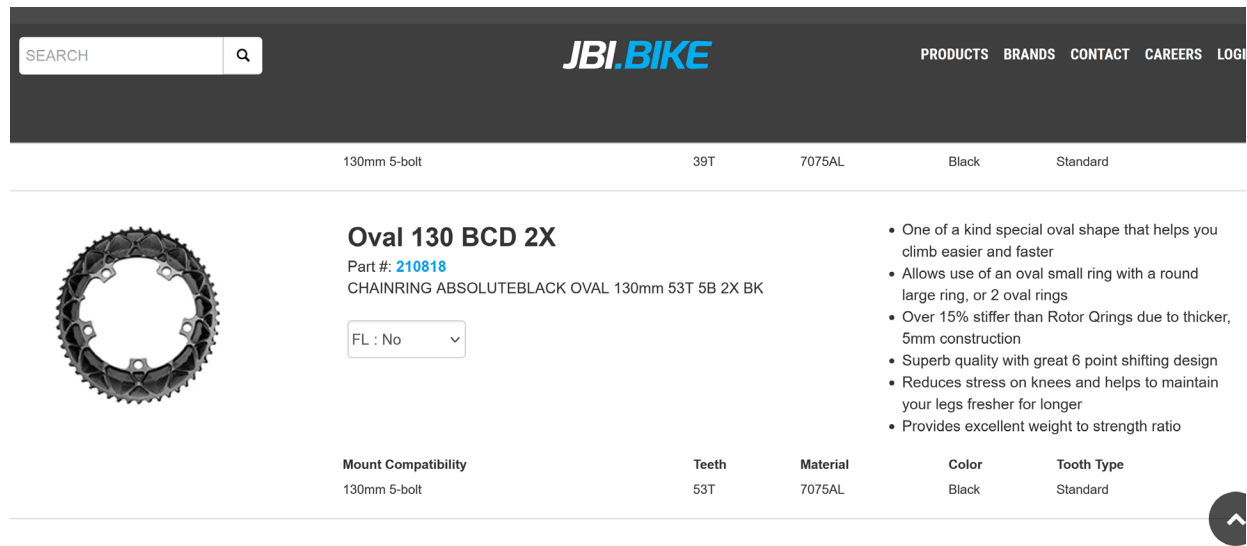 SEARCH
JBI.BIKE
PRODUCTS BRANDS CONTACT CAREERS LOGI
130mm 5-bolt 39T 7075AL Black Standard
Oval 130 BCD 2X
Part #: 210818
CHAINRING ABSOLUTEBLACK OVAL 130mm 53T 5B 2X BK
FL : No
One of a kind special oval shape that helps you
climb easier and faster
Allows use of an oval small ring with a round
large ring, or 2 oval rings
Over 15% stiffer than Rotor Qrings due to thicker,
5mm construction
Superb quality with great 6 point shifting design
Reduces stress on knees and helps to maintain
your legs fresher for longer
Provides excellent weight to strength ratio
Mount Compatibility Teeth Material Color Tooth Type
130mm 5-bolt 53T 7075AL Black Standard